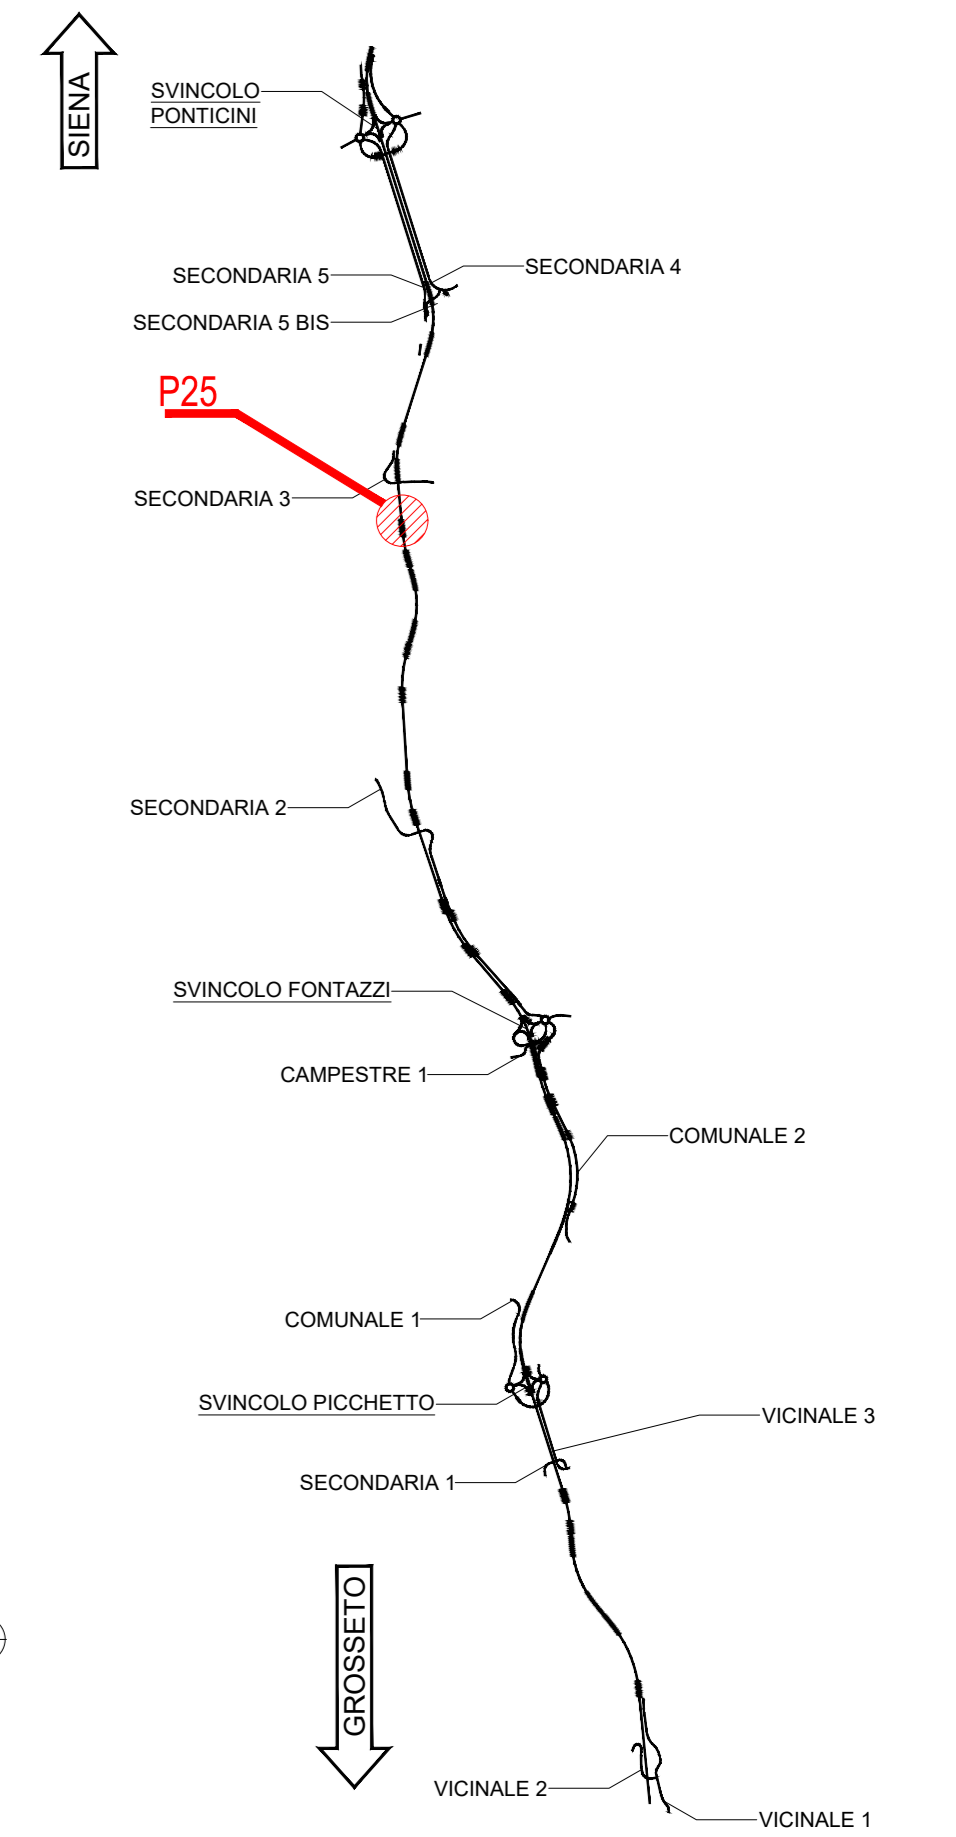 SIENA
SVINCOLO
PONTICINI
SECONDARIA 4
SECONDARIA 5
SECONDARIA 5 BIS
P25
SECONDARIA 3
SECONDARIA 2
SVINCOLO FONTAZZI
CAMPESTRE 1
COMUNALE 2
COMUNALE 1
SVINCOLO PICCHETTO
VICINALE 3
SECONDARIA 1
GROSSETO
VICINALE 2
VICINALE 1